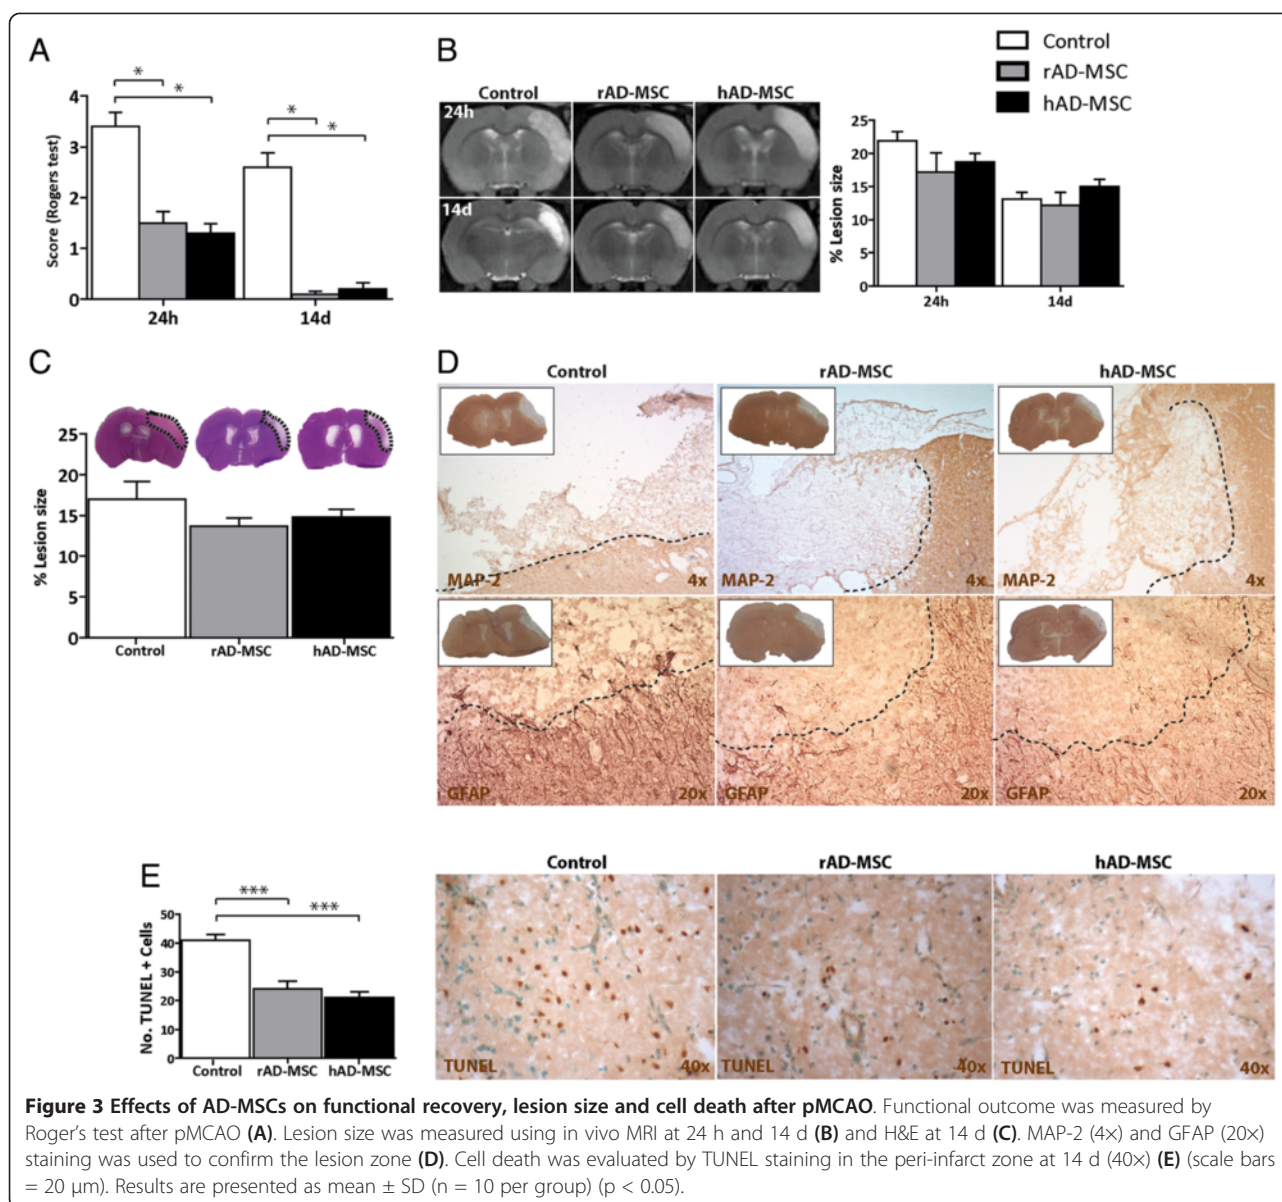 A
B
Control
rAD-MSC
hAD-MSC
*
*
*
*
Score (Rogers test)
4
3
2
1
0
24h
14d
Control
rAD-MSC
hAD-MSC
24h
14d
% Lesion size
25
20
15
10
5
0
24h
14d
C
% Lesion size
25
20
15
10
5
0
Control
rAD-MSC
hAD-MSC
D
Control
rAD-MSC
hAD-MSC
MAP-2
4x
MAP-2
4x
MAP-2
4x
GFAP
20x
GFAP
20x
GFAP
20x
E
***
***
No. TUNEL + Cells
50
40
30
20
10
0
Control
rAD-MSC
hAD-MSC
Control
rAD-MSC
hAD-MSC
TUNEL
40x
TUNEL
40x
TUNEL
40x
Figure 3 Effects of AD-MSCs on functional recovery, lesion size and cell death after pMCAO. Functional outcome was measured by
Roger's test after pMCAO (A). Lesion size was measured using in vivo MRI at 24 h and 14 d (B) and H&E at 14 d (C). MAP-2 (4×) and GFAP (20×)
staining was used to confirm the lesion zone (D). Cell death was evaluated by TUNEL staining in the peri-infarct zone at 14 d (40×) (E) (scale bars
= 20 μm). Results are presented as mean ± SD (n = 10 per group) (p < 0.05).